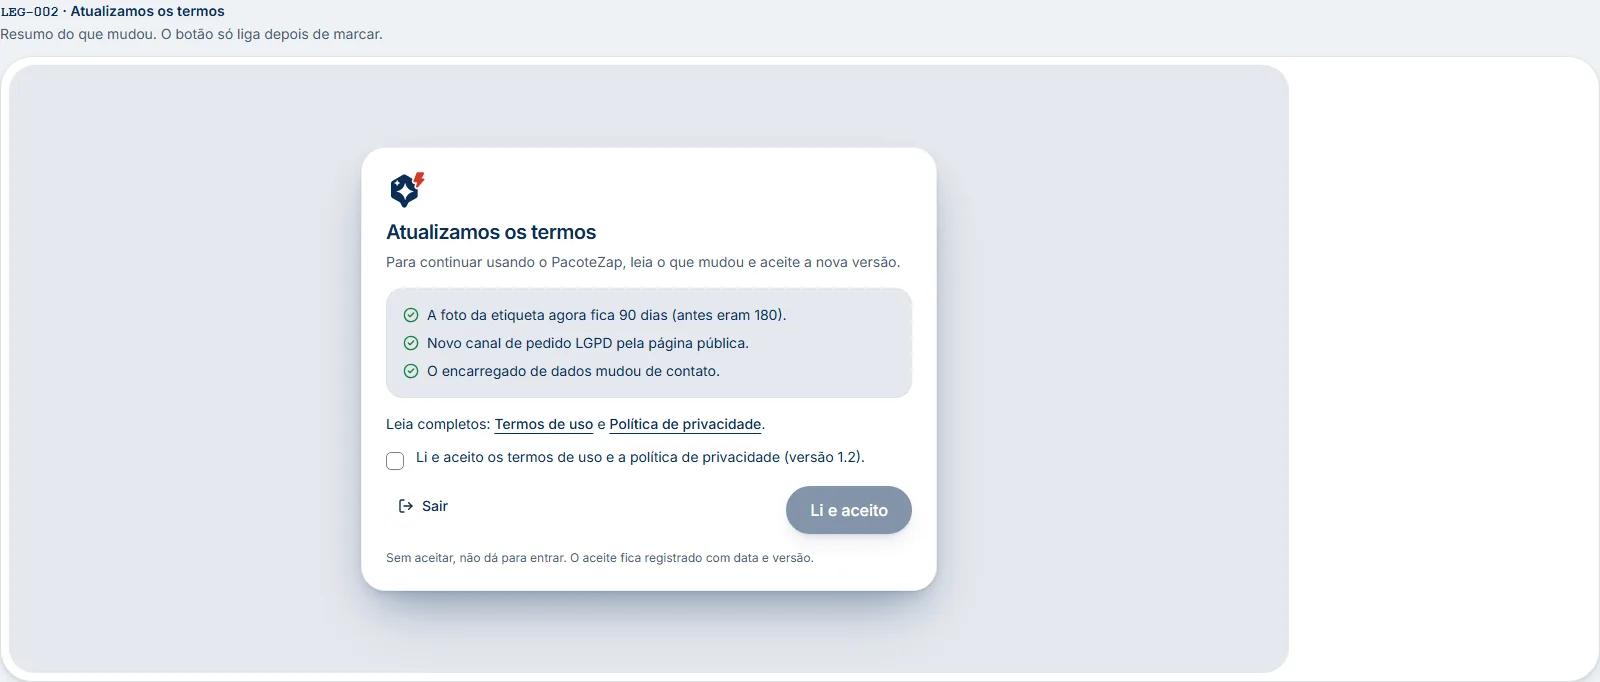 LEG-002 · Atualizamos os termos
Resumo do que mudou. O botão só liga depois de marcar.
Atualizamos os termos
Para continuar usando o PacoteZap, leia o que mudou e aceite a nova versão.
A foto da etiqueta agora fica 90 dias (antes eram 180).
Novo canal de pedido LGPD pela página pública.
O encarregado de dados mudou de contato.
Leia completos: Termos de uso e Política de privacidade.
Li e aceito os termos de uso e a política de privacidade (versão 1.2).
Sair
Li e aceito
Sem aceitar, não dá para entrar. O aceite fica registrado com data e versão.